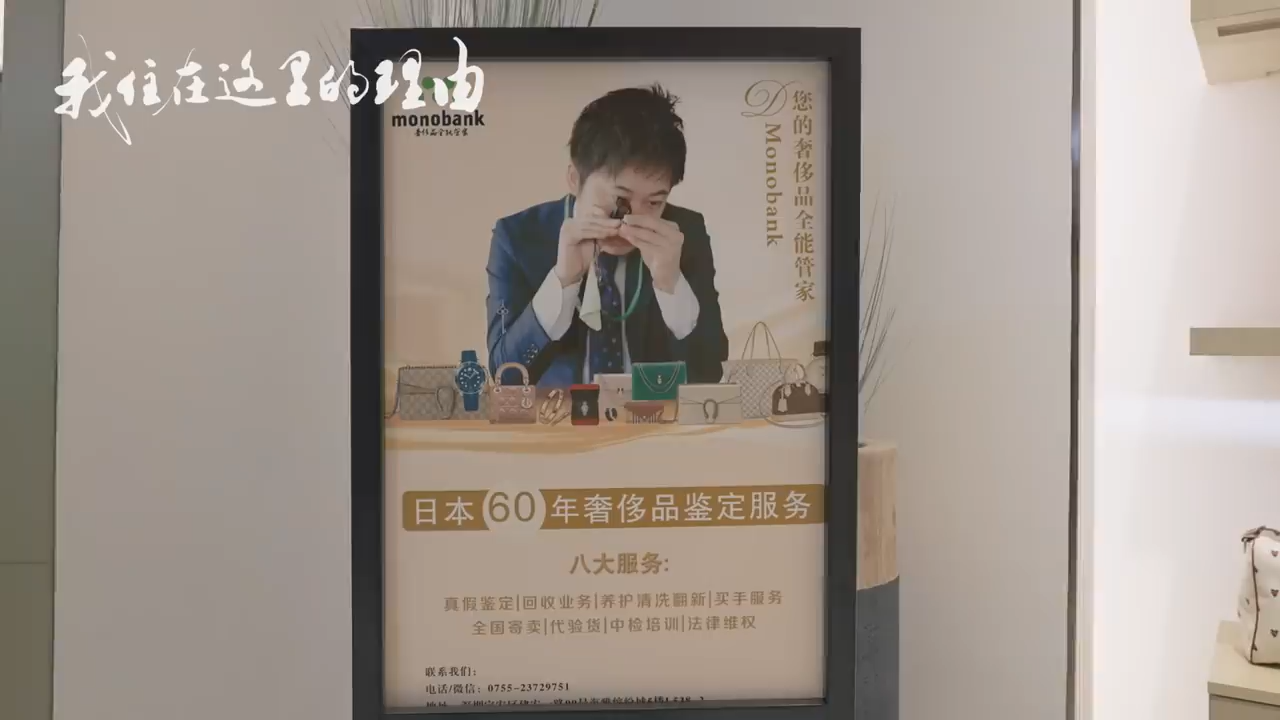 我住在这里的理由
monobank
奢侈品全能管家
您的奢侈品全能管家
Monobank
日本60年奢侈品鉴定服务
八大服务:
真假鉴定|回收业务|养护清洗翻新|买手服务
全国寄卖|代验货|中检培训|法律维权
联系我们:
电话/微信: 0755-23729751